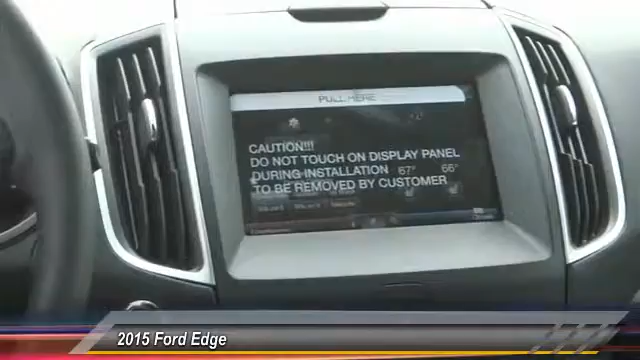 PULL HERE
CAUTION!!!
DO NOT TOUCH ON DISPLAY PANEL
DURING INSTALLATION 67° 66°
TO BE REMOVED BY CUSTOMER
2015 Ford Edge